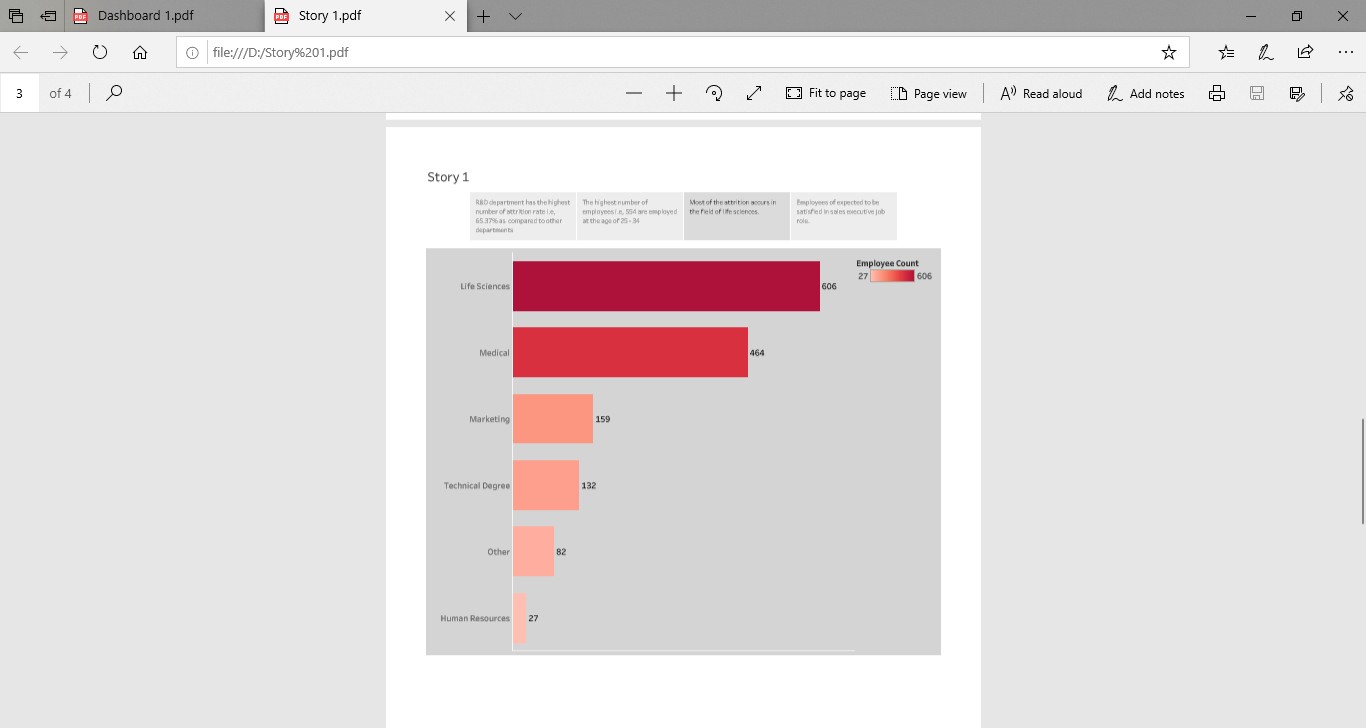 Dashboard 1.pdf
Story 1.pdf
file:///D:/Story%201.pdf
3 of 4
Fit to page
Page view
Read aloud
Add notes
Story 1
R&D department has the highest
number of attrition rate i.e,
65.37% as compared to other
departments
The highest number of
employees i.e, 554 are employed
at the age of 25 - 34
Most of the attrition accurs in
the field of life sciences.
Employees of expected to be
satisfied in sales executive job
role.
Employee Count
27 606
Life Sciences 606
Medical 464
Marketing 159
Technical Degree 132
Other 82
Human Resources 27